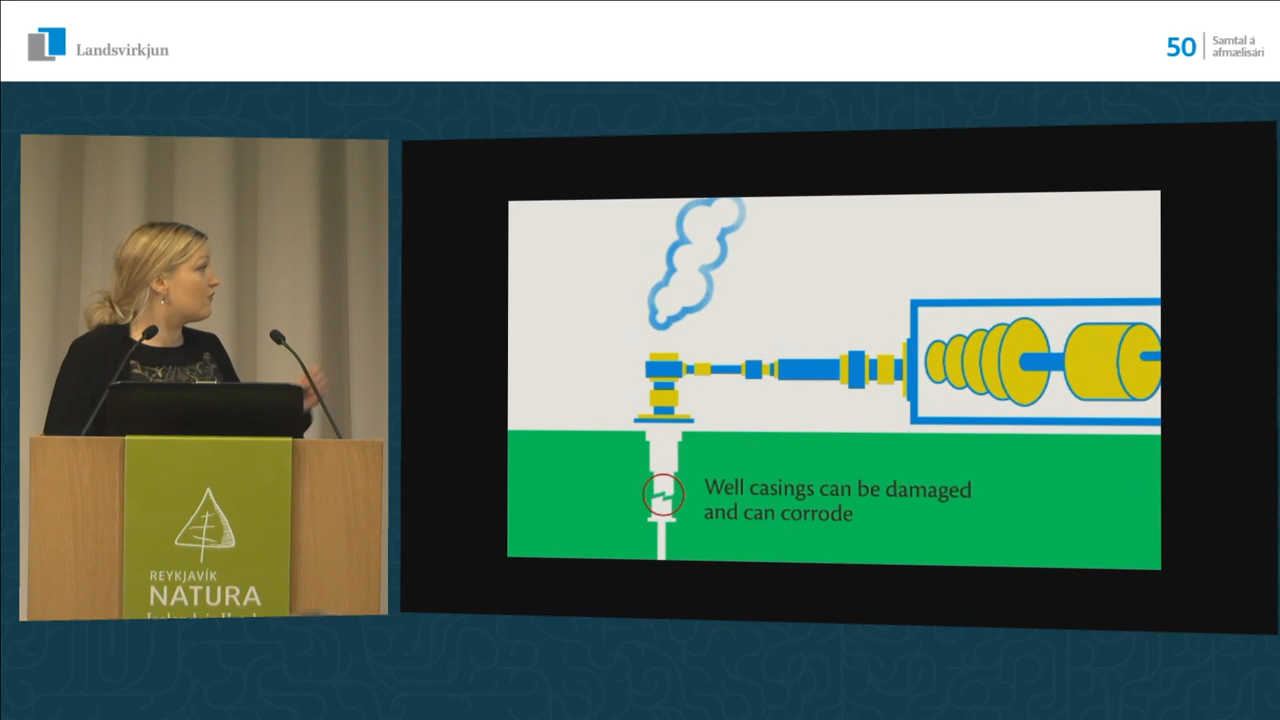 Landsvirkjun
50
Samtal á
afmælisári
Well casings can be damaged
and can corrode
REYKJAVÍK
NATURA